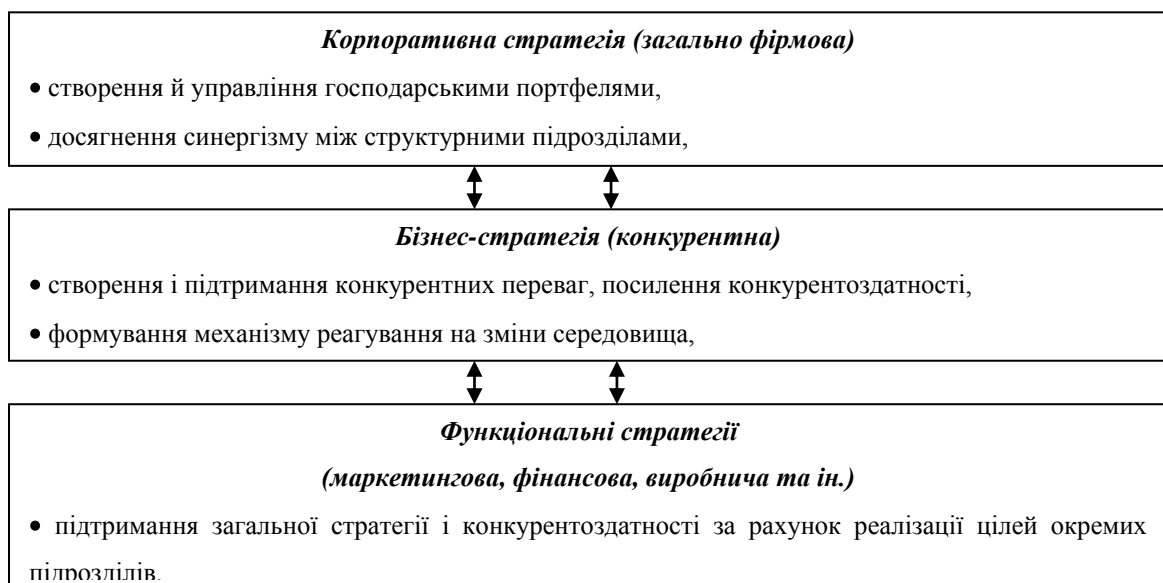 Корпоративна стратегія (загально фірмова)
• створення й управління господарськими портфелями,
• досягнення синергізму між структурними підрозділами,
Бізнес-стратегія (конкурентна)
• створення і підтримання конкурентних переваг, посилення конкурентоздатності,
• формування механізму реагування на зміни середовища,
Функціональні стратегії
(маркетингова, фінансова, виробнича та ін.)
• підтримання загальної стратегії і конкурентоздатності за рахунок реалізації цілей окремих
підрозділів.